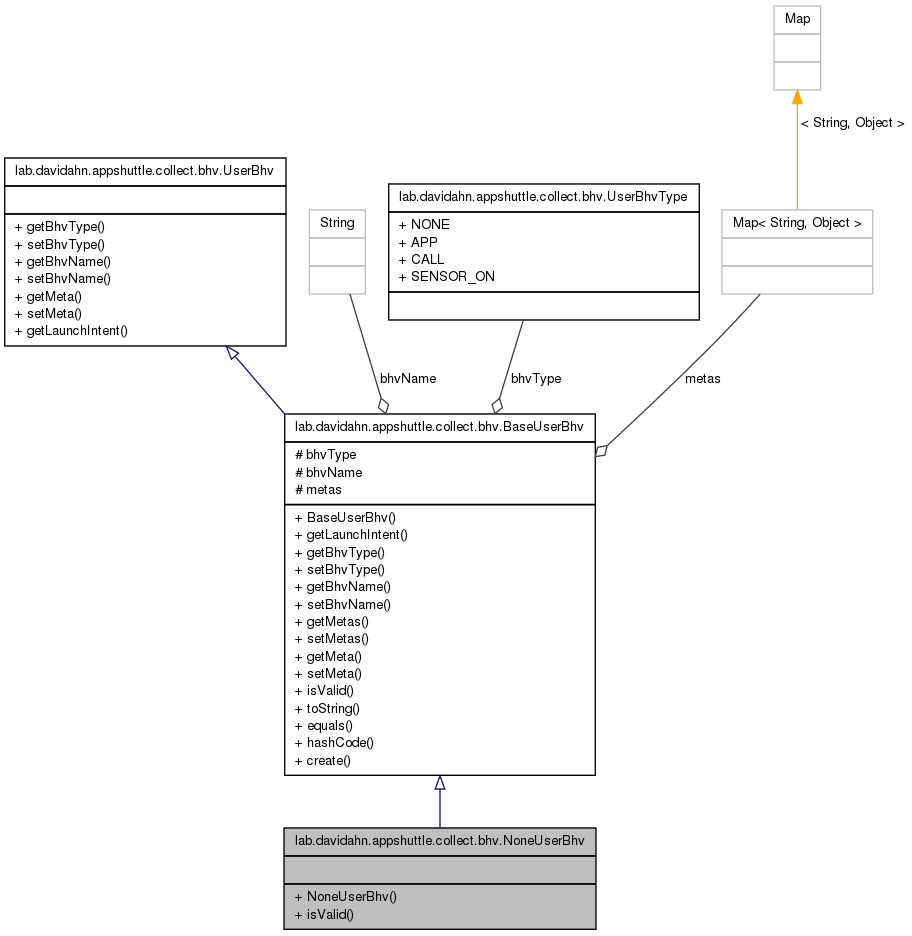 Map
< String, Object >
lab.davidahn.appshuttle.collect.bhv.UserBhv
+ getBhvType()
+ setBhvType()
+ getBhvName()
+ setBhvName()
+ getMeta()
+ setMeta()
+ getLaunchIntent()
String
lab.davidahn.appshuttle.collect.bhv.UserBhvType
+ NONE
+ APP
+ CALL
+ SENSOR_ON
Map< String, Object >
bhvName
bhvType
metas
lab.davidahn.appshuttle.collect.bhv.BaseUserBhv
# bhvType
# bhvName
# metas
+ BaseUserBhv()
+ getLaunchIntent()
+ getBhvType()
+ setBhvType()
+ getBhvName()
+ setBhvName()
+ getMetas()
+ setMetas()
+ getMeta()
+ setMeta()
+ isValid()
+ toString()
+ equals()
+ hashCode()
+ create()
lab.davidahn.appshuttle.collect.bhv.NoneUserBhv
+ NoneUserBhv()
+ isValid()